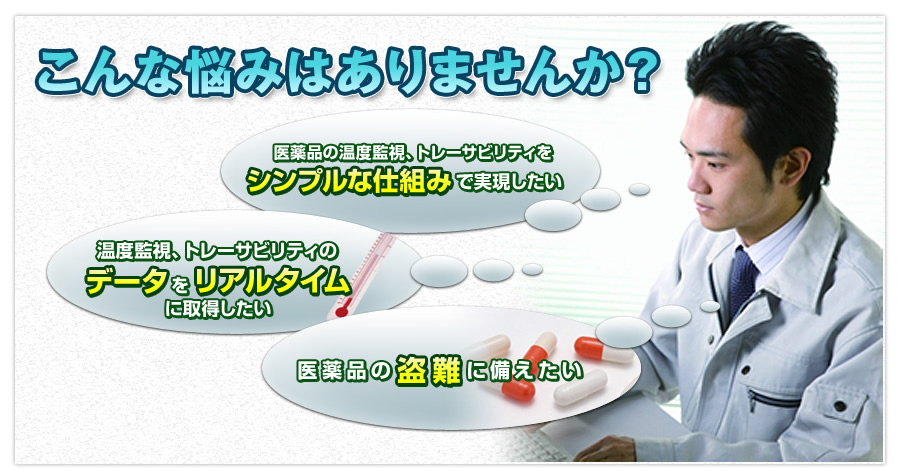 こんな悩みはありませんか？
医薬品の温度監視、トレーサビリティを
シンプルな仕組みで実現したい
温度監視、トレーサビリティの
データをリアルタイム
に取得したい
医薬品の盗難に備えたい